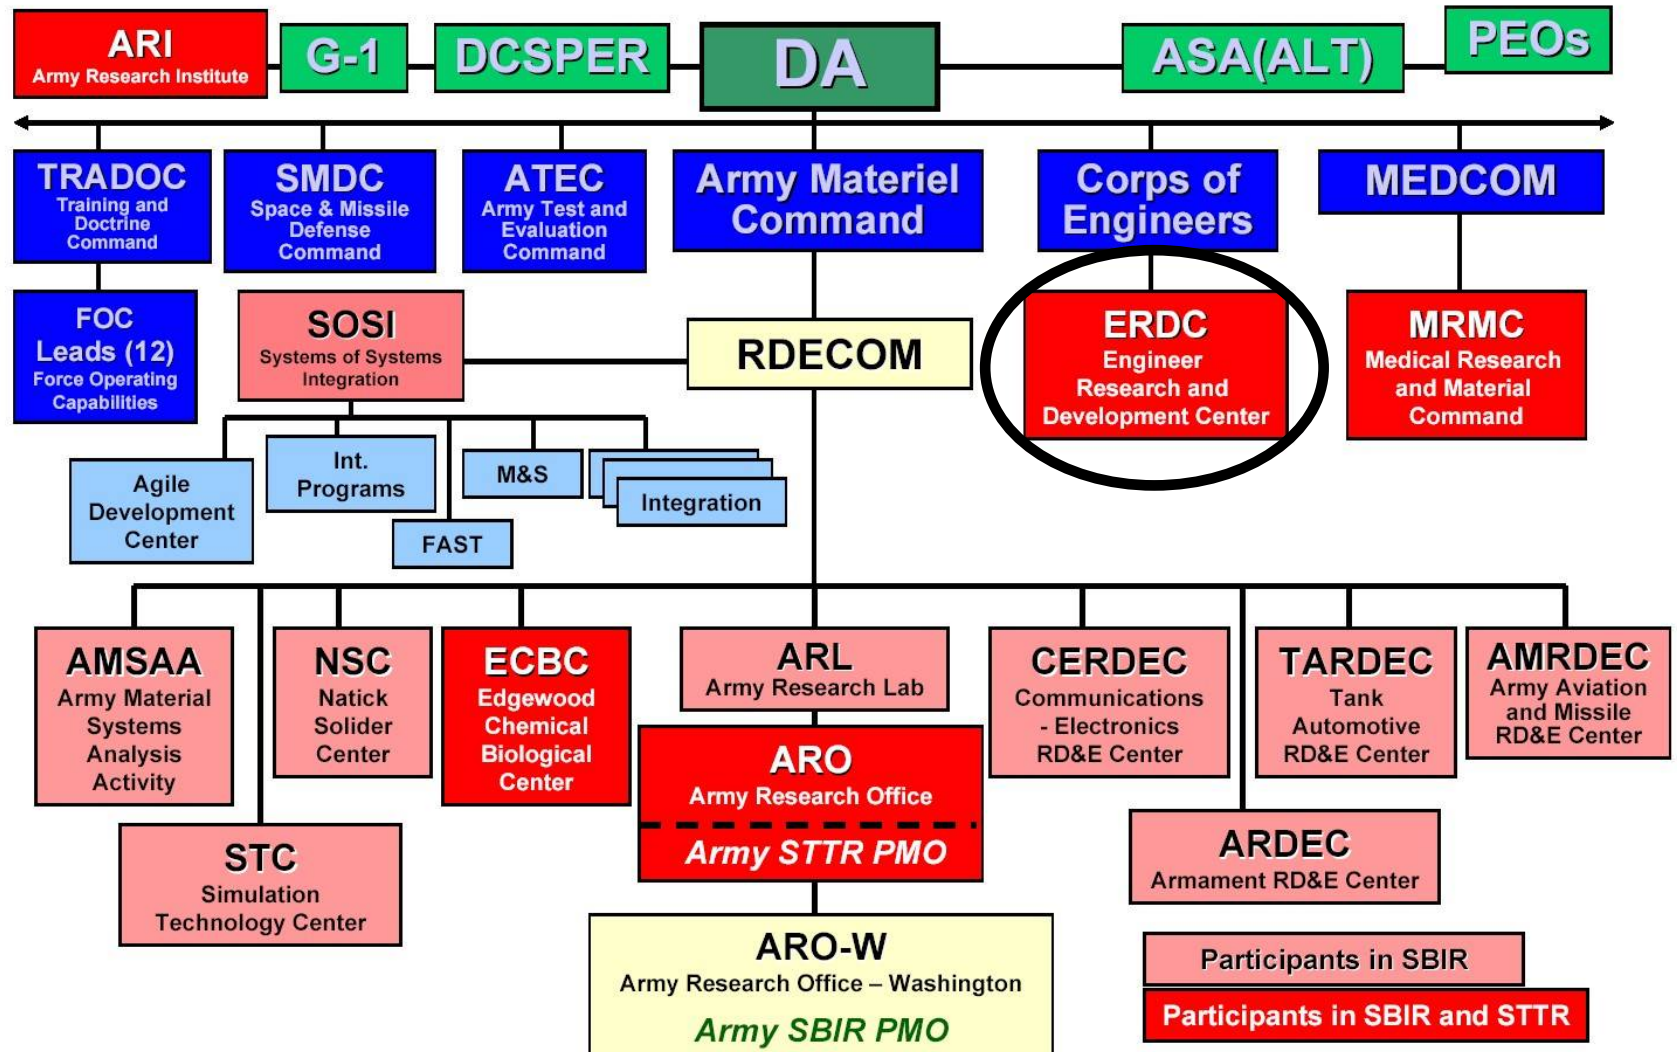 ARI
Army Research Institute
G-1
DCSPER
DA
ASA(ALT)
PEOs
TRADOC
Training and
Doctrine
Command
SMDC
Space & Missile
Defense
Command
ATEC
Army Test and
Evaluation
Command
Army Materiel
Command
Corps of
Engineers
MEDCOM
FOC
Leads (12)
Force Operating
Capabilities
SOSI
Systems of Systems
Integration
RDECOM
ERDC
Engineer
Research and
Development Center
MRMC
Medical Research
and Material
Command
Agile
Development
Center
Int.
Programs
FAST
M&S
Integration
AMSAA
Army Material
Systems
Analysis
Activity
NSC
Natick
Solider
Center
ECBC
Edgewood
Chemical
Biological
Center
ARL
Army Research Lab
CERDEC
Communications
- Electronics
RD&E Center
TARDEC
Tank
Automotive
RD&E Center
AMRDEC
Army Aviation
and Missile
RD&E Center
ARO
Army Research Office
Army STTR PMO
STC
Simulation
Technology Center
ARDEC
Armament RD&E Center
ARO-W
Army Research Office – Washington
Army SBIR PMO
Participants in SBIR
Participants in SBIR and STTR